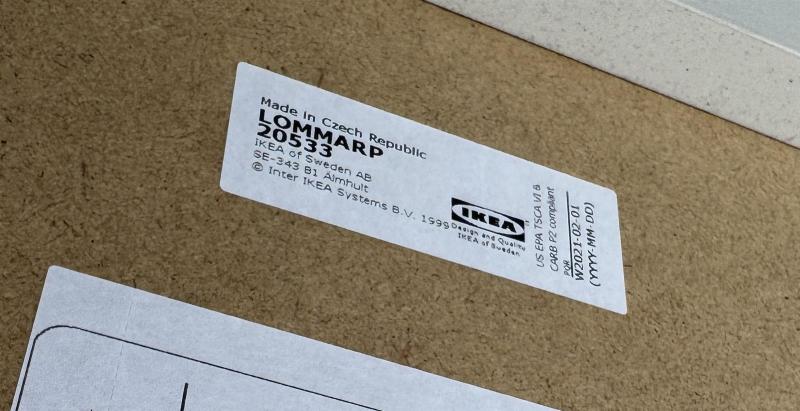 Made in Czech Republic
LOMMARP
20533
IKEA of Sweden AB
SE-343 81 Älmhult
© Inter IKEA Systems B.V. 1999
IKEA
Design and Quality
IKEA of Sweden
US EPA TSCA VI &
CARB P2 compliant
PQR
W2021-02-01
(YYYY-MM-DD)